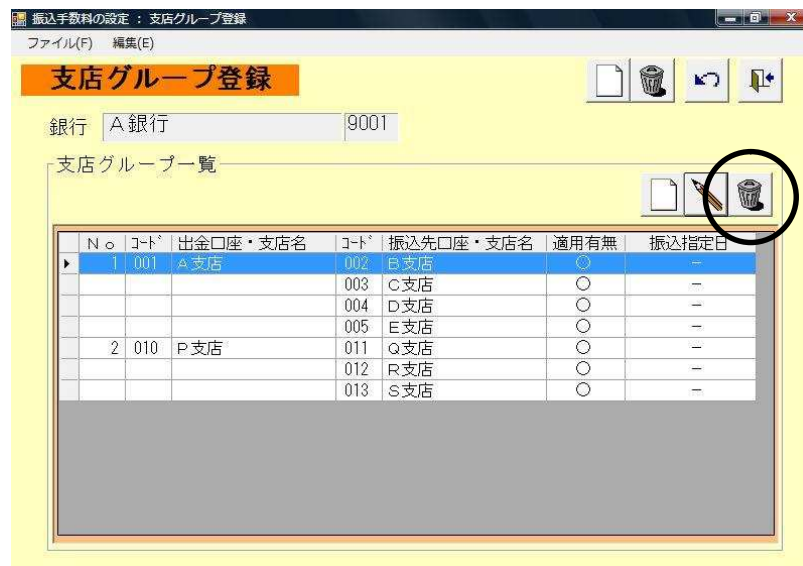 振込手数料の設定 : 支店グループ登録
ファイル(F) 編集(E)
支店グループ登録
銀行 A銀行 9001
支店グループ一覧
No コード 出金口座・支店名 コード 振込先口座・支店名 適用有無 振込指定日
1 001 A支店 002 B支店 ○ −
003 C支店 ○ −
004 D支店 ○ −
005 E支店 ○ −
2 010 P支店 011 Q支店 ○ −
012 R支店 ○ −
013 S支店 ○ −